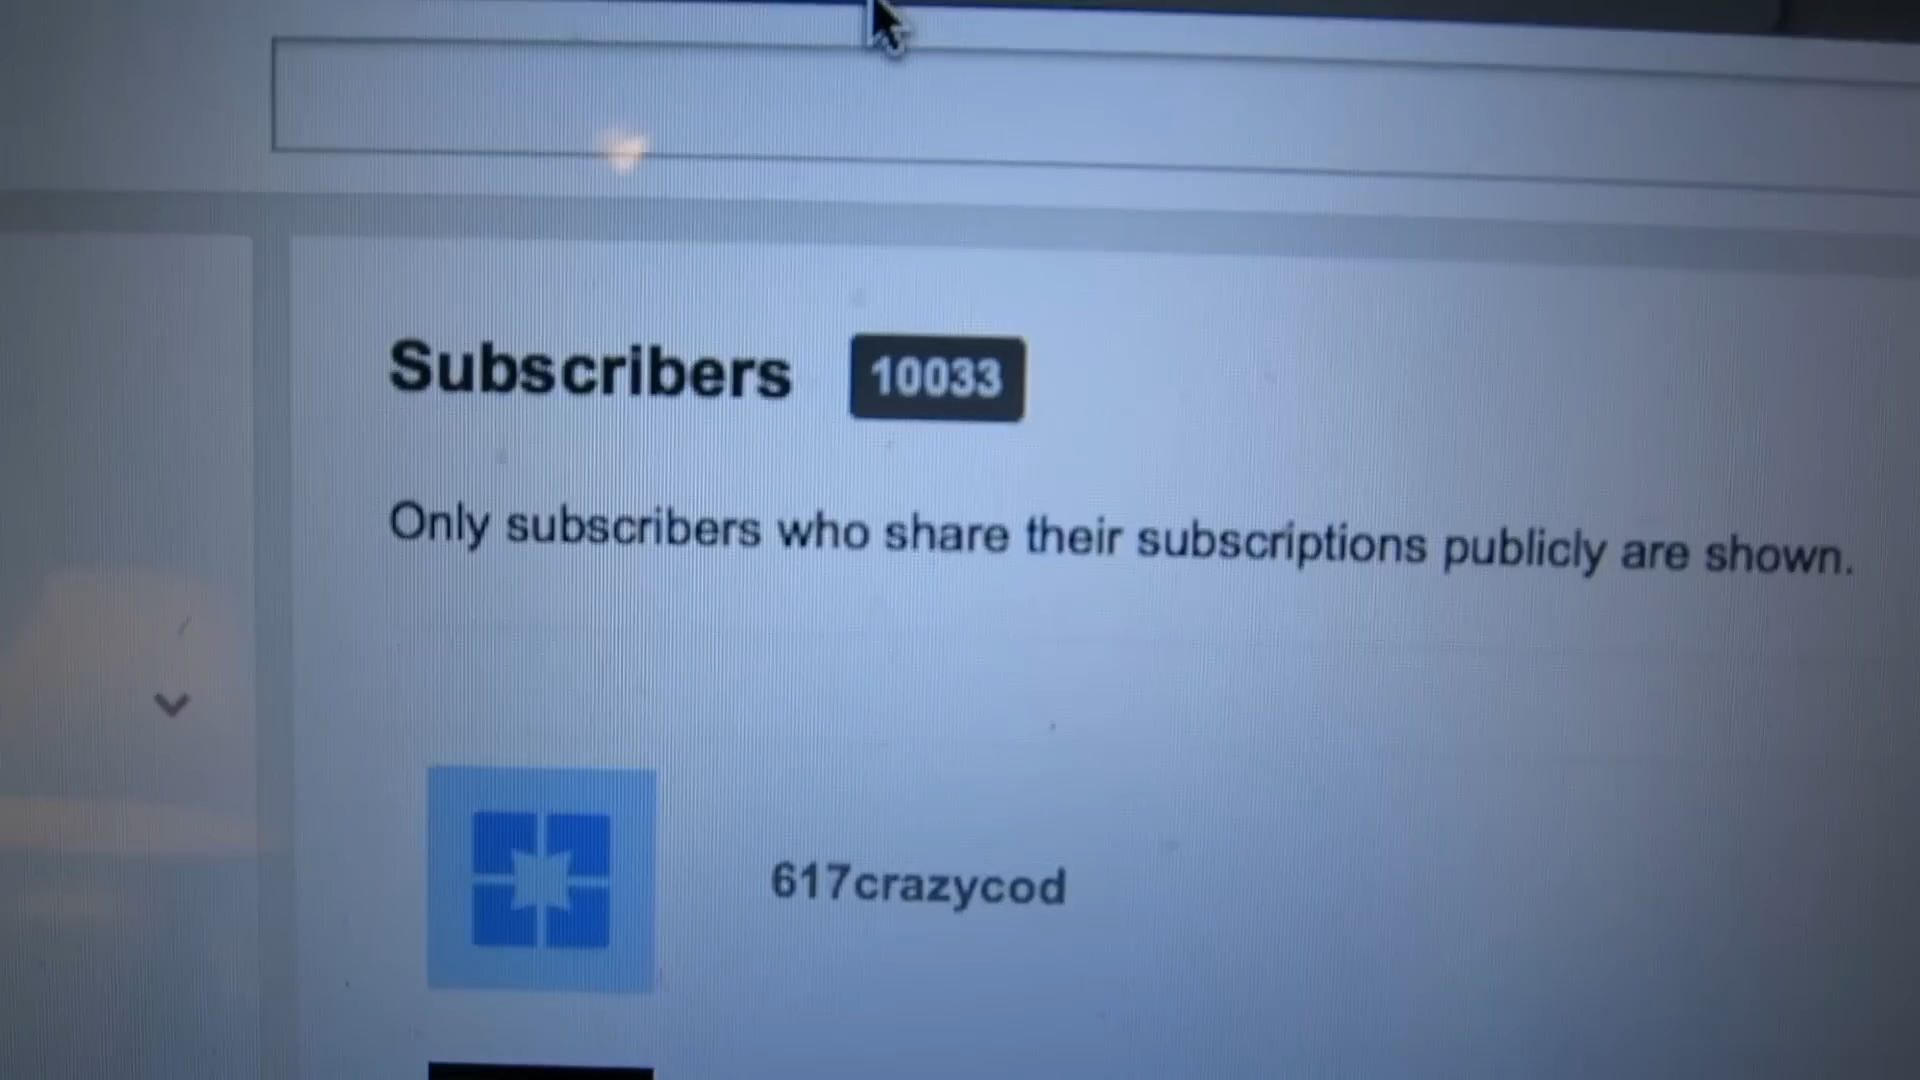 Subscribers 10033
Only subscribers who share their subscriptions publicly are shown.
617crazycod